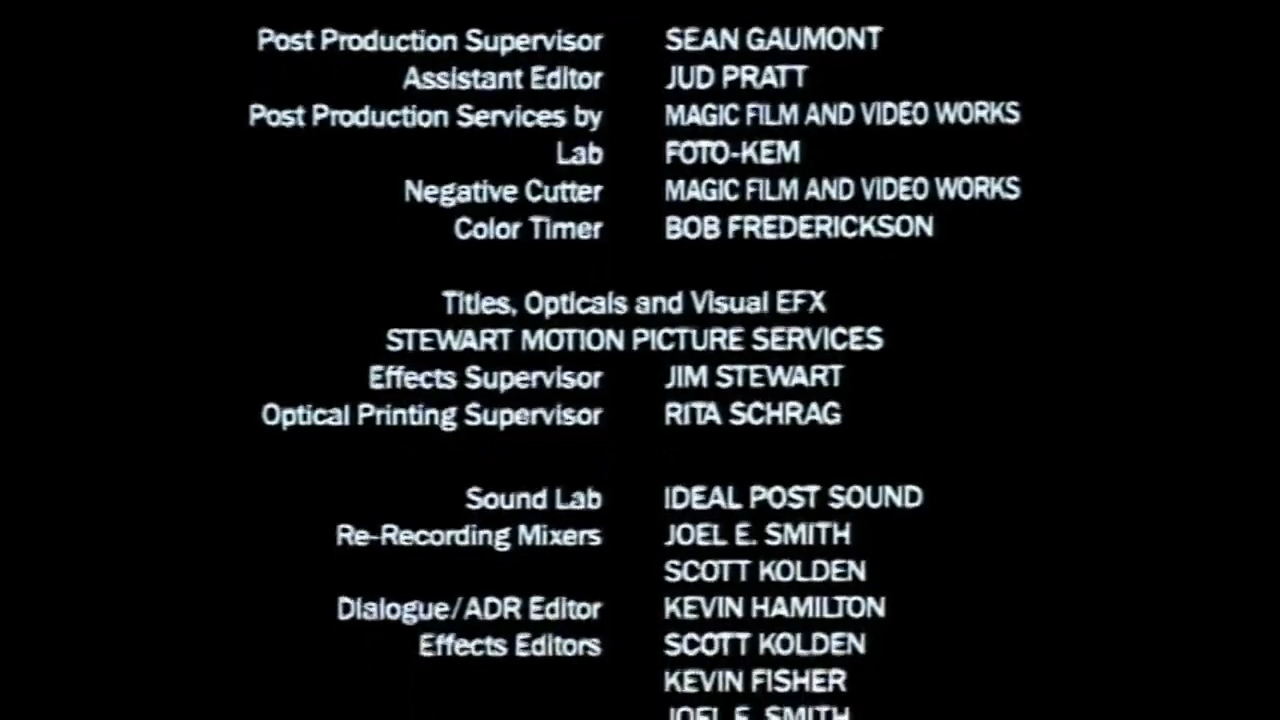 Post Production Supervisor SEAN GAUMONT
Assistant Editor JUD PRATT
Post Production Services by MAGIC FILM AND VIDEO WORKS
Lab FOTO-KEM
Negative Cutter MAGIC FILM AND VIDEO WORKS
Color Timer BOB FREDERICKSON
Titles, Opticals and Visual EFX
STEWART MOTION PICTURE SERVICES
Effects Supervisor JIM STEWART
Optical Printing Supervisor RITA SCHRAG
Sound Lab IDEAL POST SOUND
Re-Recording Mixers JOEL E. SMITH
SCOTT KOLDEN
Dialogue/ADR Editor KEVIN HAMILTON
Effects Editors SCOTT KOLDEN
KEVIN FISHER
JOEL E. SMITH